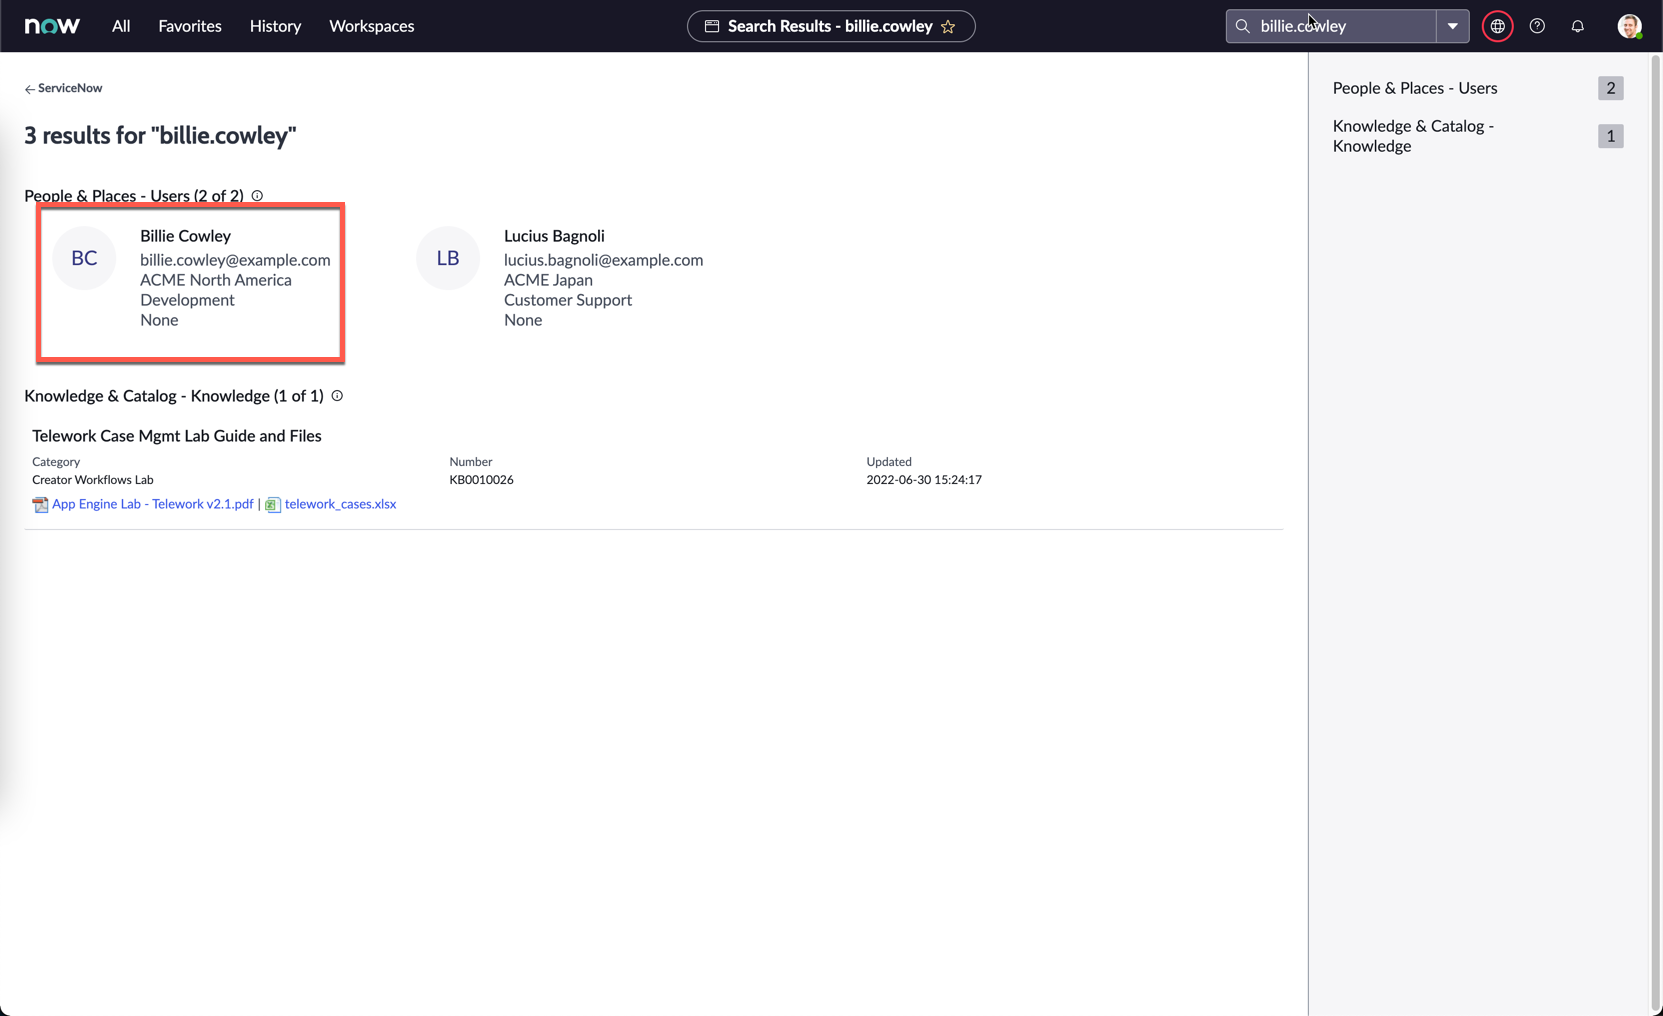 now
All
Favorites
History
Workspaces
Search Results - billie.cowley
billie.cowley
ServiceNow
3 results for "billie.cowley"
People & Places - Users (2 of 2)
BC
Billie Cowley
billie.cowley@example.com
ACME North America
Development
None
LB
Lucius Bagnoli
lucius.bagnoli@example.com
ACME Japan
Customer Support
None
Knowledge & Catalog - Knowledge (1 of 1)
Telework Case Mgmt Lab Guide and Files
Category
Creator Workflows Lab
Number
KB0010026
Updated
2022-06-30 15:24:17
App Engine Lab - Telework v2.1.pdf | telework_cases.xlsx
People & Places - Users
2
Knowledge & Catalog -
Knowledge
1